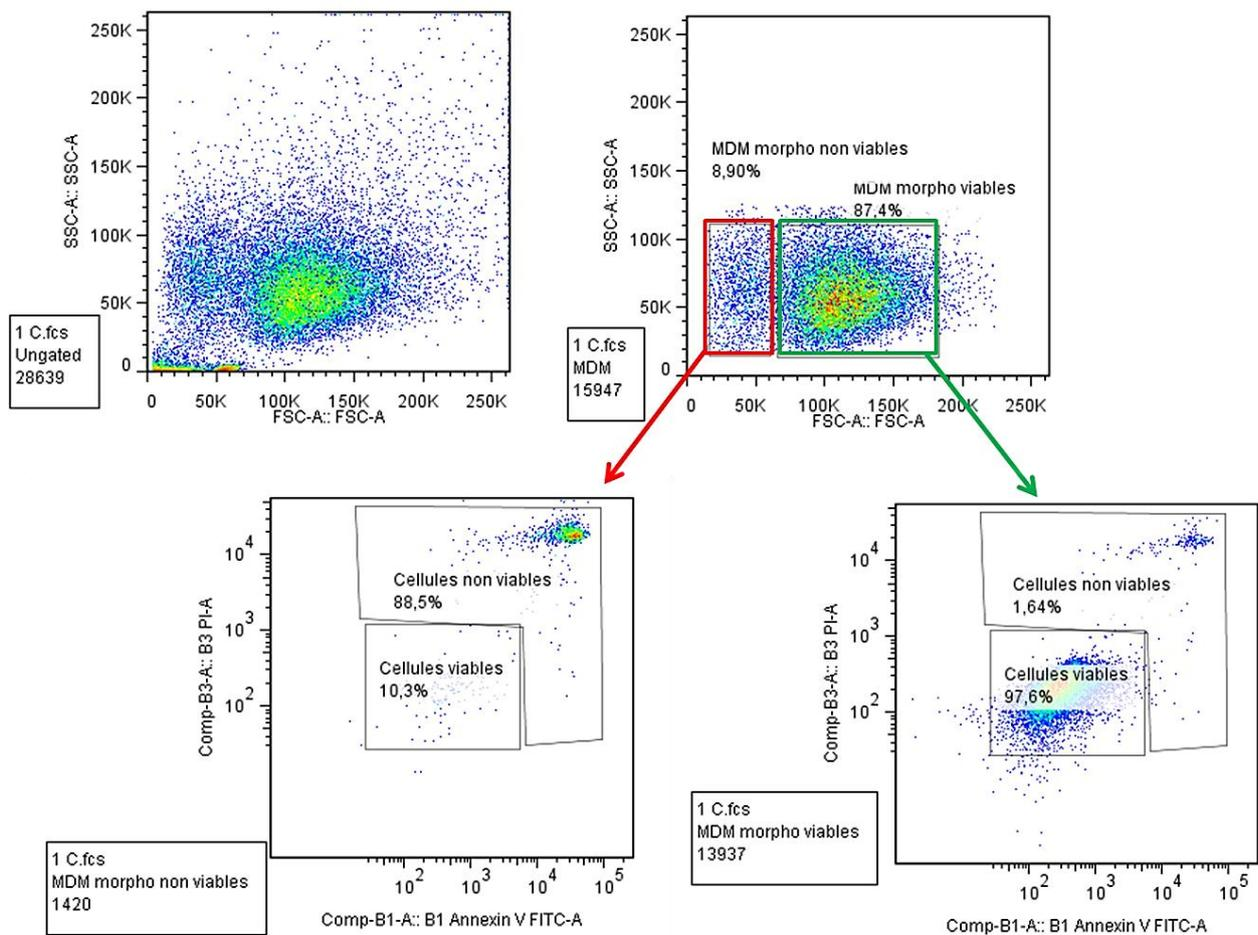 250K
200K
150K
100K
50K
0
SSC-A:: SSC-A
0 50K 100K 150K 200K 250K
FSC-A:: FSC-A
1 C.fcs
Ungated
28639
250K
200K
150K
100K
50K
0
SSC-A:: SSC-A
MDM morpho non viables
8,90%
MDM morpho viables
87,4%
0 50K 100K 150K 200K 250K
FSC-A:: FSC-A
1 C.fcs
MDM
15947
10^4
10^3
10^2
Comp-B3-A:: B3 PI-A
Cellules non viables
88,5%
Cellules viables
10,3%
10^2 10^3 10^4 10^5
Comp-B1-A:: B1 Annexin V FITC-A
1 C.fcs
MDM morpho non viables
1420
10^4
10^3
10^2
Comp-B3-A:: B3 PI-A
Cellules non viables
1,64%
Cellules viables
97,6%
10^2 10^3 10^4 10^5
Comp-B1-A:: B1 Annexin V FITC-A
1 C.fcs
MDM morpho viables
13937